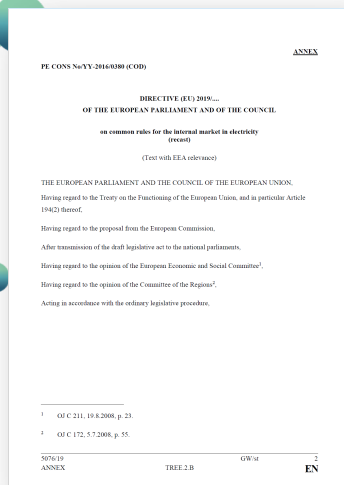 ANNEX
PE CONS No/YY-2016/0380 (COD)
DIRECTIVE (EU) 2019/....
OF THE EUROPEAN PARLIAMENT AND OF THE COUNCIL
on common rules for the internal market in electricity
(recast)
(Text with EEA relevance)
THE EUROPEAN PARLIAMENT AND THE COUNCIL OF THE EUROPEAN UNION,
Having regard to the Treaty on the Functioning of the European Union, and in particular Article
194(2) thereof,
Having regard to the proposal from the European Commission,
After transmission of the draft legislative act to the national parliaments,
Having regard to the opinion of the European Economic and Social Committee¹,
Having regard to the opinion of the Committee of the Regions²,
Acting in accordance with the ordinary legislative procedure,
¹ OJ C 211, 19.8.2008, p. 23.
² OJ C 172, 5.7.2008, p. 55.
5076/19 GW/st 2
ANNEX TREE.2.B EN